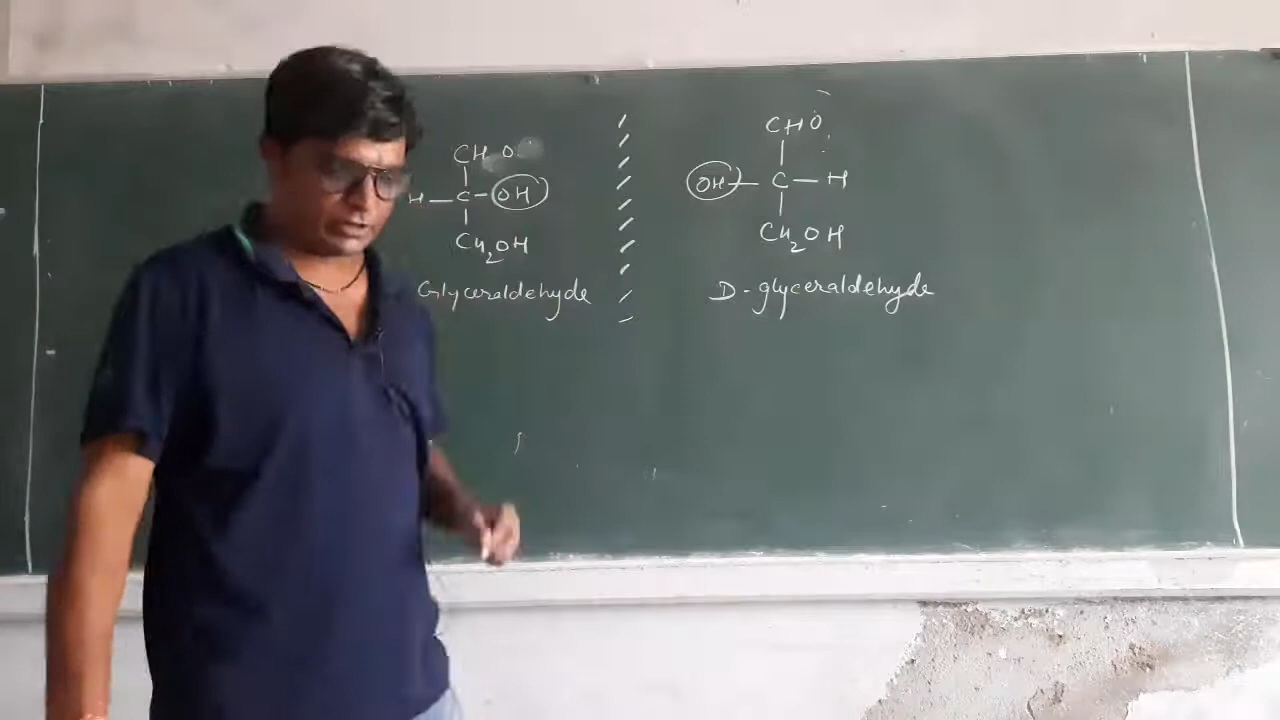 CHO
H — C — OH
CH2OH
Glyceraldehyde
CHO
OH — C — H
CH2OH
D-glyceraldehyde